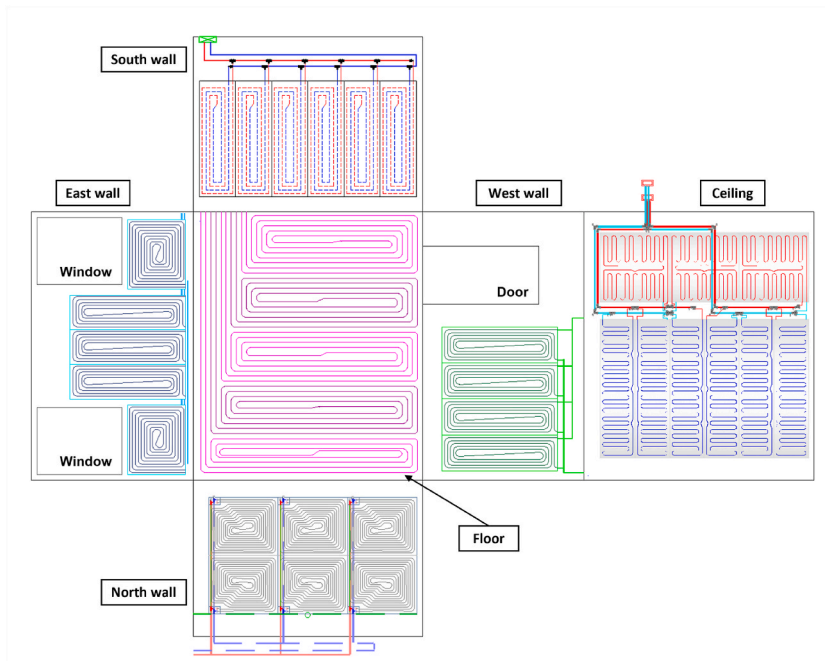 South wall
East wall
West wall
Ceiling
Window
Door
Window
Floor
North wall